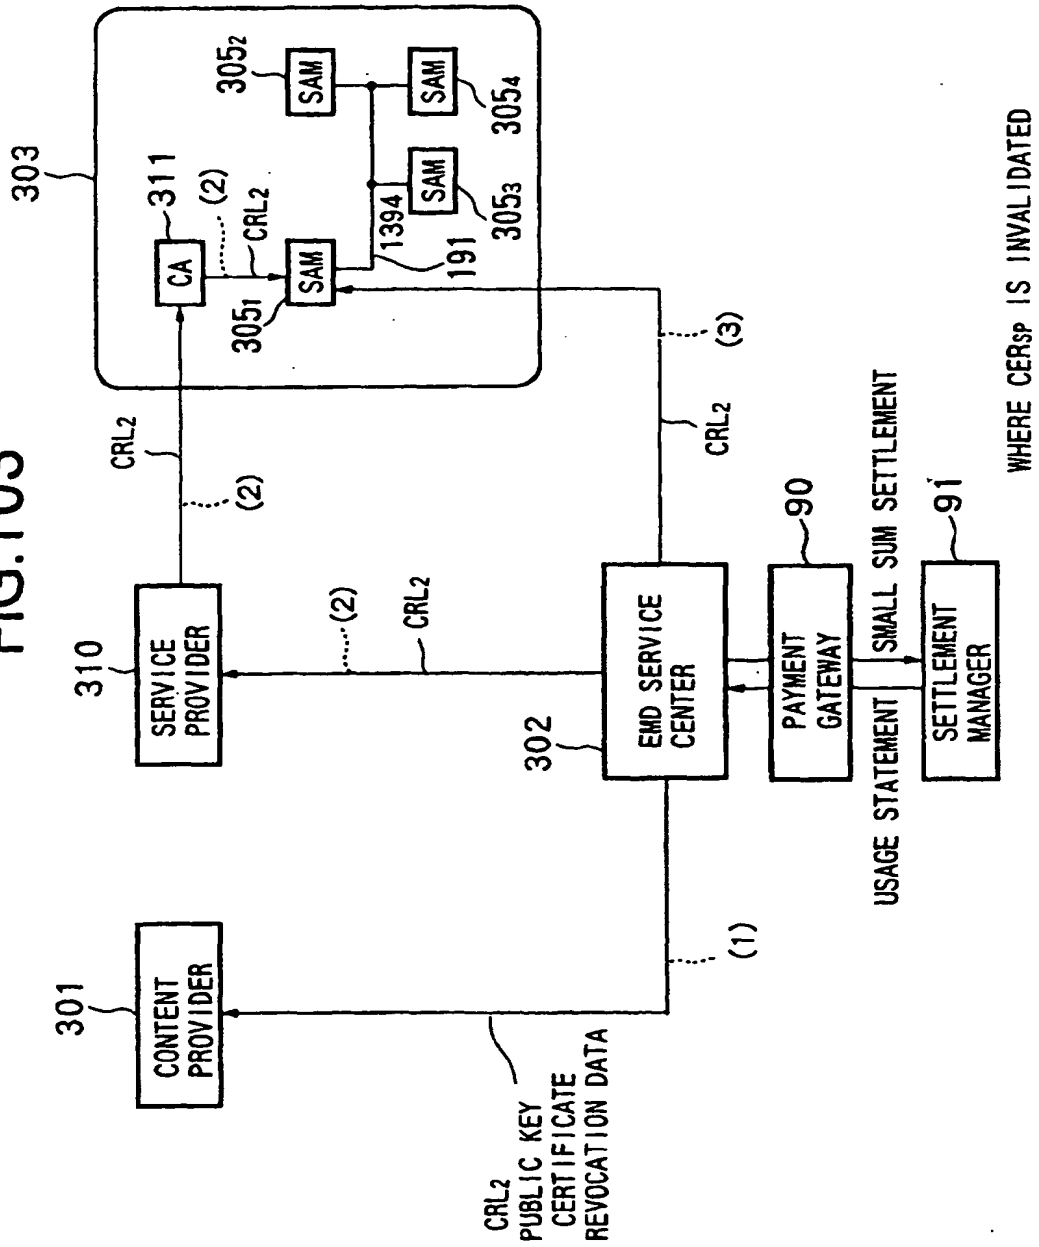 301
CONTENT
PROVIDER
310
SERVICE
PROVIDER
303
CRL2
(2)
CA
311
(2)
CRL2
3051
SAM
3052
SAM
SAM
3053
SAM
3054
1394
191
(2)
CRL2
CRL2
PUBLIC KEY
CERTIFICATE
REVOCATION DATA
(1)
302
EMD SERVICE
CENTER
CRL2
(3)
PAYMENT
GATEWAY
90
USAGE STATEMENT
SMALL SUM SETTLEMENT
SETTLEMENT
MANAGER
91
WHERE CERSP IS INVALIDATED